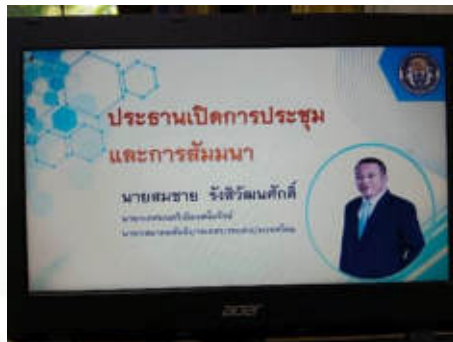 ประธานเปิดการประชุม
และการสัมมนา
นายสมชาย รังสิวัฒนศักดิ์
acer